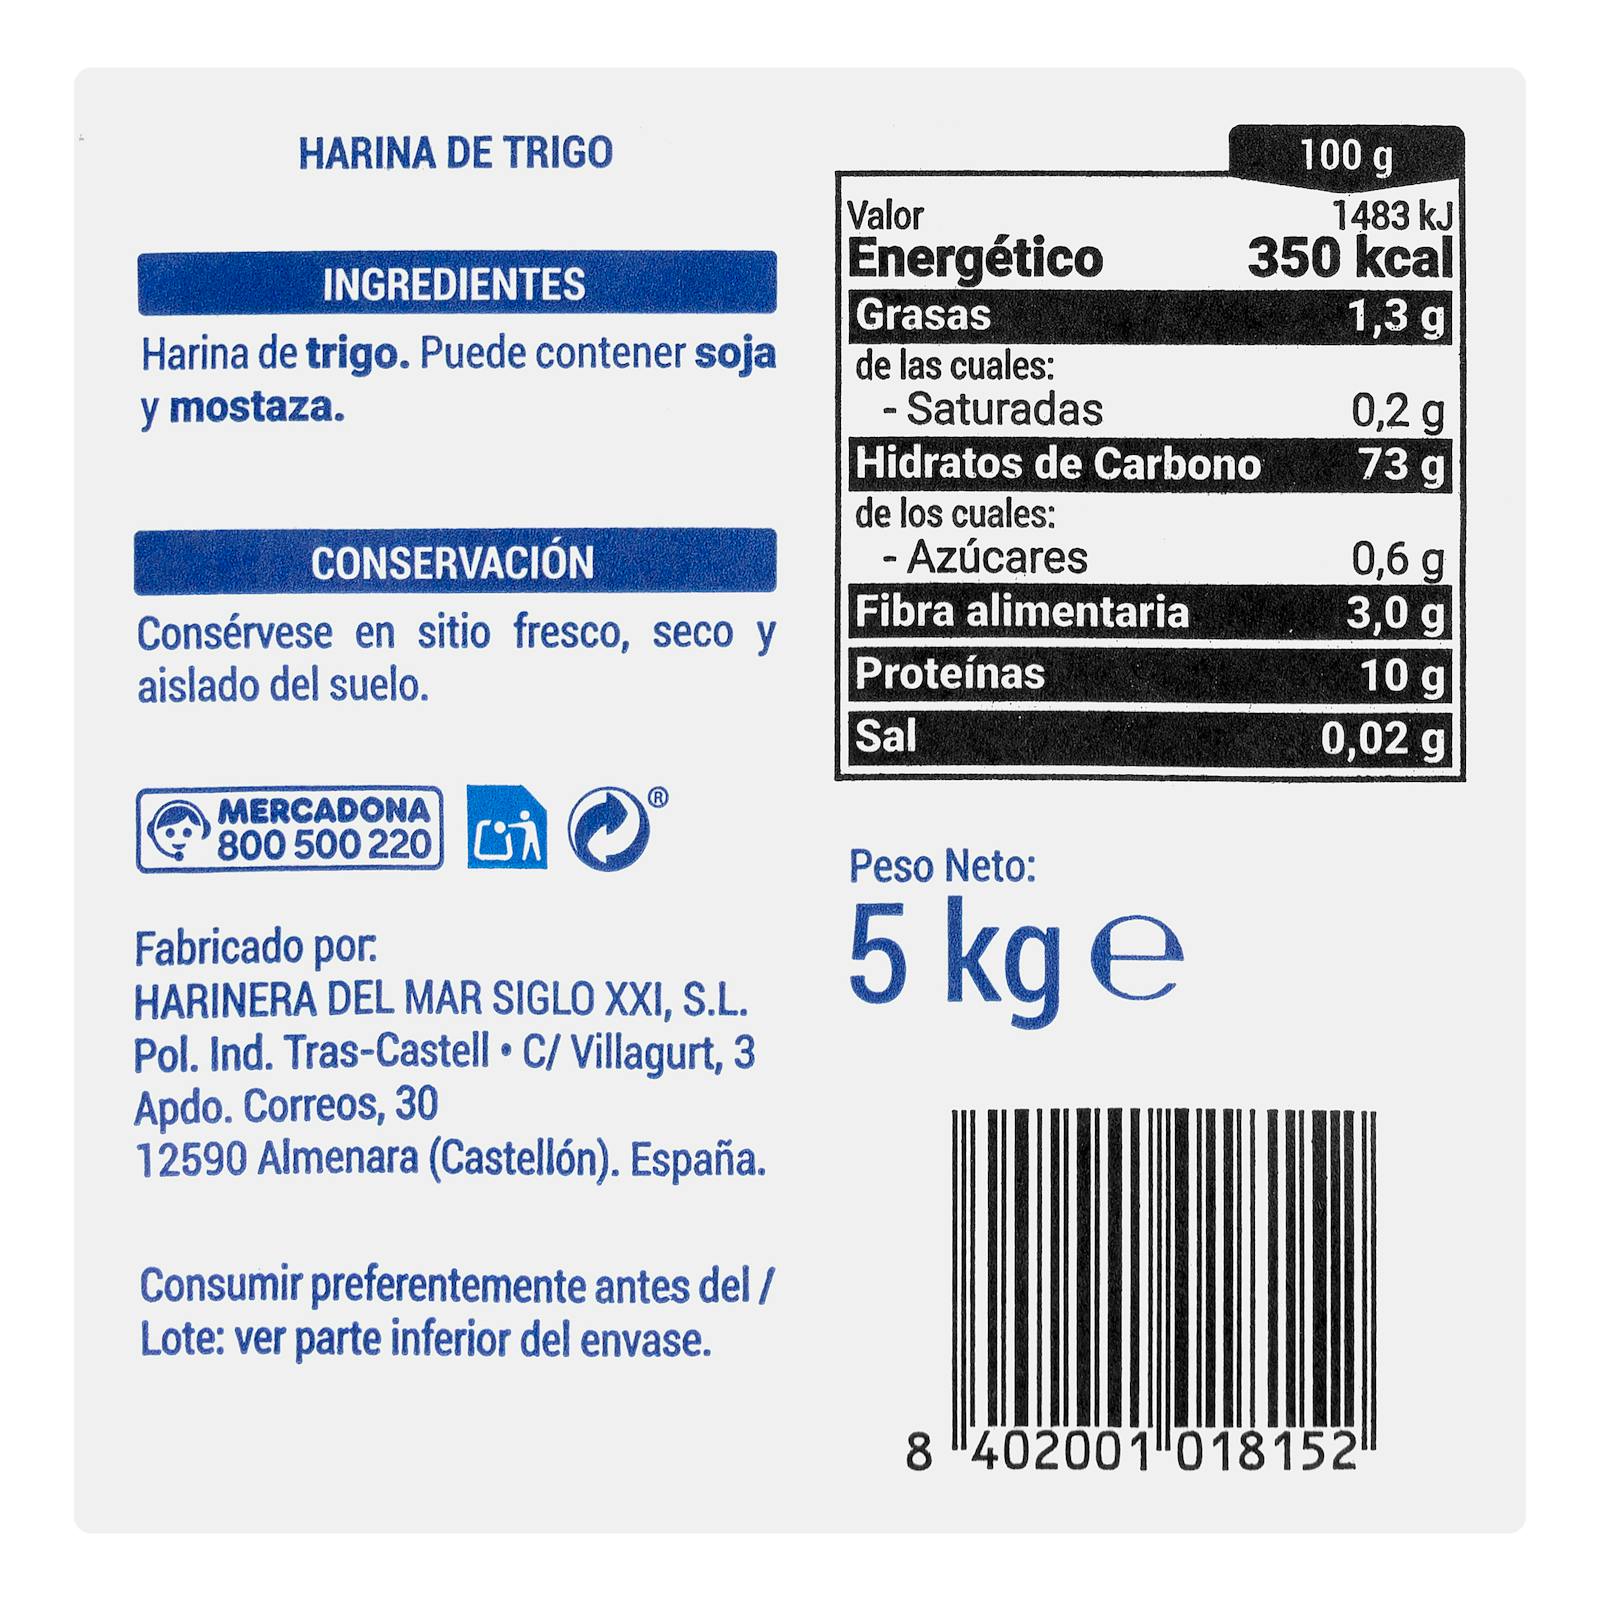 HARINA DE TRIGO
INGREDIENTES
Harina de trigo. Puede contener soja
y mostaza.
CONSERVACIÓN
Consérvese en sitio fresco, seco y
aislado del suelo.
MERCADONA
800 500 220
®
Fabricado por:
HARINERA DEL MAR SIGLO XXI, S.L.
Pol. Ind. Tras-Castell • C/ Villagurt, 3
Apdo. Correos, 30
12590 Almenara (Castellón). España.
Consumir preferentemente antes del /
Lote: ver parte inferior del envase.
100 g
Valor 1483 kJ
Energético 350 kcal
Grasas 1,3 g
de las cuales:
- Saturadas 0,2 g
Hidratos de Carbono 73 g
de los cuales:
- Azúcares 0,6 g
Fibra alimentaria 3,0 g
Proteínas 10 g
Sal 0,02 g
Peso Neto:
5 kg e
8 402001 018152